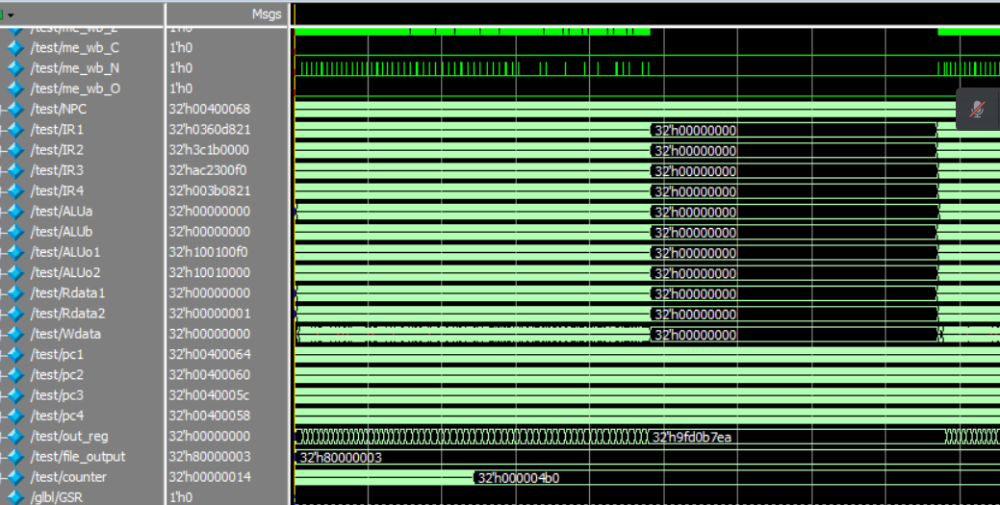 Msgs
/test/me_wb_Z 1'h0
/test/me_wb_C 1'h0
/test/me_wb_N 1'h0
/test/me_wb_O 1'h0
/test/NPC 32'h00400068
/test/IR1 32'h0360d821 32'h00000000
/test/IR2 32'h3c1b0000 32'h00000000
/test/IR3 32'hac2300f0 32'h00000000
/test/IR4 32'h003b0821 32'h00000000
/test/ALUa 32'h00000000 32'h00000000
/test/ALUb 32'h00000000 32'h00000000
/test/ALUo1 32'h100100f0 32'h00000000
/test/ALUo2 32'h10010000 32'h00000000
/test/Rdata1 32'h00000000 32'h00000000
/test/Rdata2 32'h00000001 32'h00000000
/test/Wdata 32'h00000000 32'h00000000
/test/pc1 32'h00400064
/test/pc2 32'h00400060
/test/pc3 32'h0040005c
/test/pc4 32'h00400058
/test/out_reg 32'h00000000 32'h9fd0b7ea
/test/file_output 32'h80000003 32'h80000003
/test/counter 32'h00000014 32'h000004b0
/glbl/GSR 1'h0